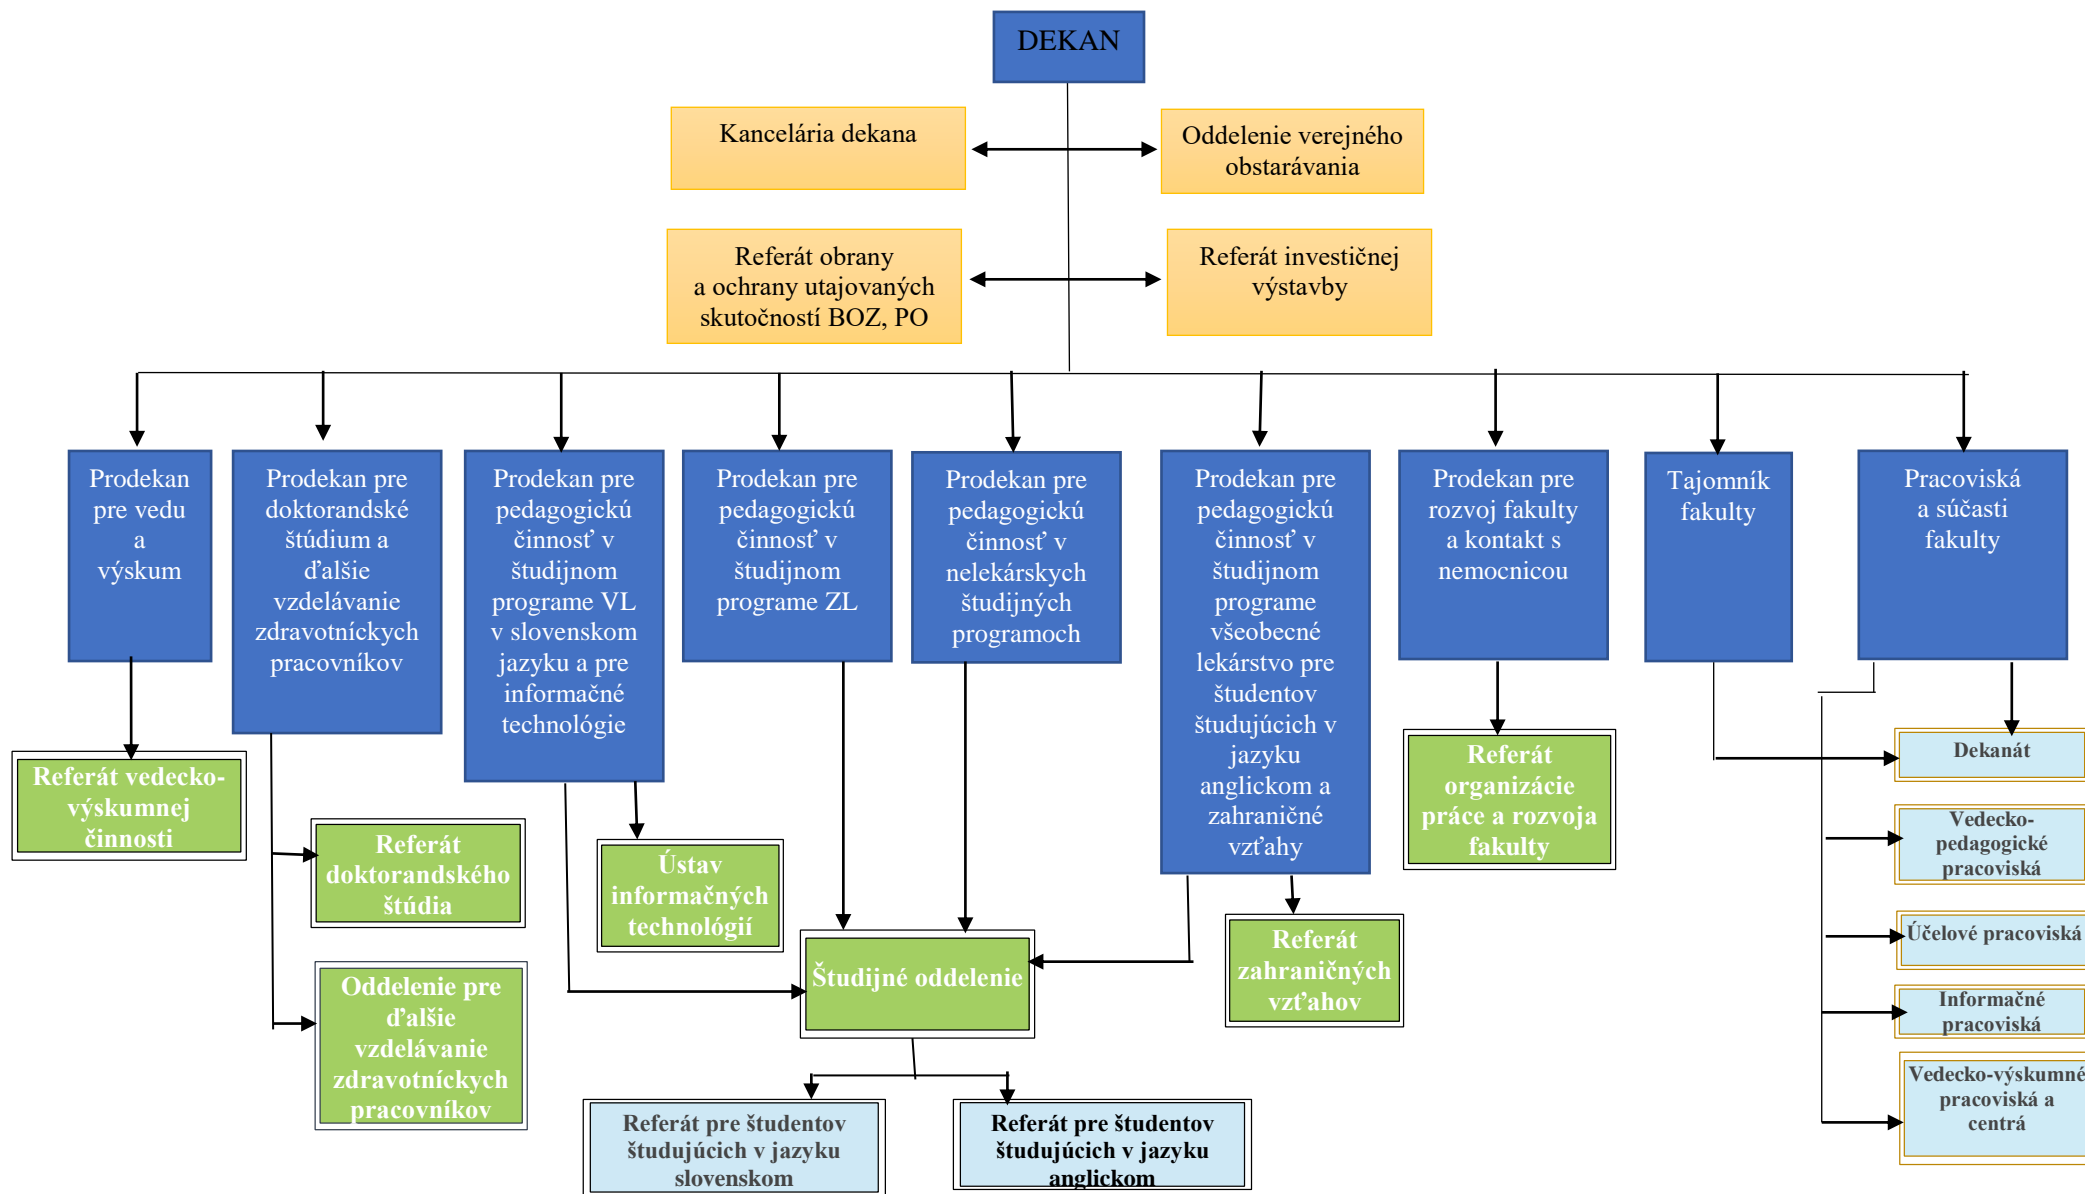 DEKAN
Kancelária dekana
Oddelenie verejného
obstarávania
Referát obrany
a ochrany utajovaných
skutočností BOZ, PO
Referát investičnej
výstavby
Prodekan
pre vedu
a
výskum
Prodekan pre
doktorandské
štúdium a
ďalšie
vzdelávanie
zdravotníckych
pracovníkov
Prodekan pre
pedagogickú
činnosť v
študijnom
programe VL
v slovenskom
jazyku a pre
informačné
technológie
Prodekan pre
pedagogickú
činnosť v
študijnom
programe ZL
Prodekan pre
pedagogickú
činnosť v
nelekárskych
študijných
programoch
Prodekan pre
pedagogickú
činnosť v
študijnom
programe
všeobecné
lekárstvo pre
študentov
študujúcich v
jazyku
anglickom a
zahraničné
vzťahy
Prodekan pre
rozvoj fakulty
a kontakt s
nemocnicou
Tajomník
fakulty
Pracoviská
a súčasti
fakulty
Referát vedecko-
výskumnej
činnosti
Referát
doktorandského
štúdia
Oddelenie pre
ďalšie
vzdelávanie
zdravotníckych
pracovníkov
Ústav
informačných
technológií
Študijné oddelenie
Referát
zahraničných
vzťahov
Referát
organizácie
práce a rozvoja
fakulty
Dekanát
Vedecko-
pedagogické
pracoviská
Účelové pracoviská
Informačné
pracoviská
Vedecko-výskumné
pracoviská a
centrá
Referát pre študentov
študujúcich v jazyku
slovenskom
Referát pre študentov
študujúcich v jazyku
anglickom